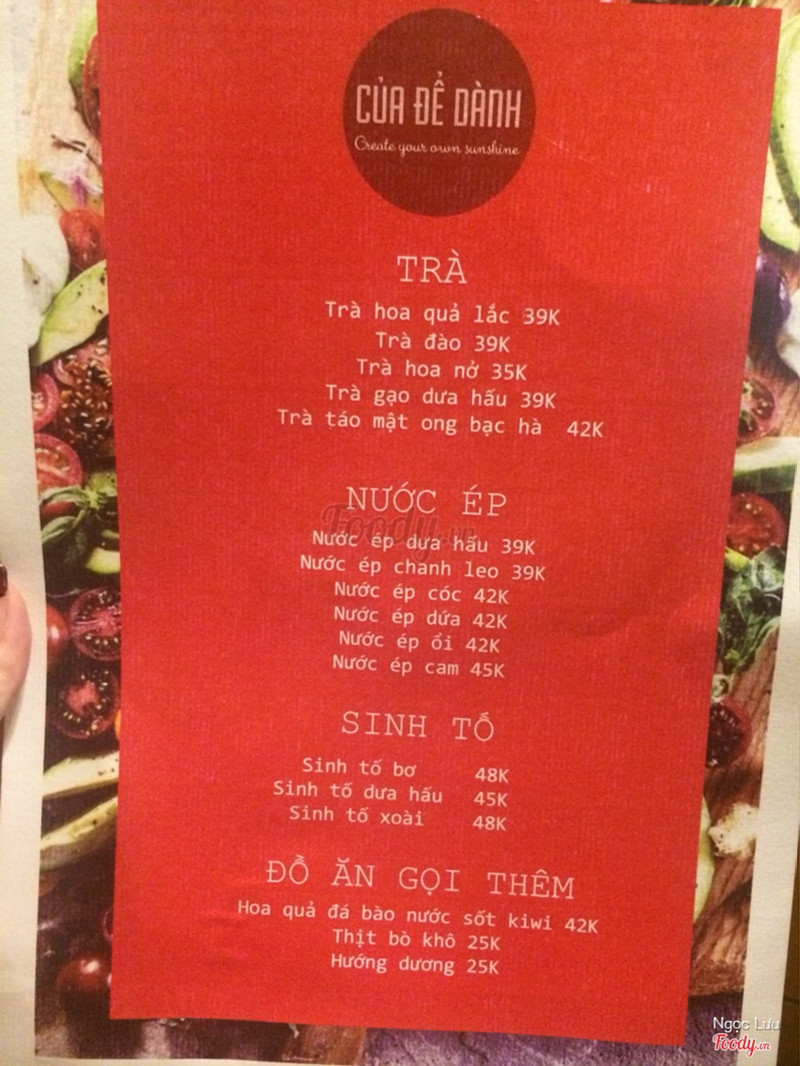 CỦA ĐỂ DÀNH
Create your own sunshine
TRÀ
Trà hoa quả lắc 39K
Trà đào 39K
Trà hoa nở 35K
Trà gạo dưa hấu 39K
Trà táo mật ong bạc hà 42K
NƯỚC ÉP
Foody.vn
Nước ép dưa hấu 39K
Nước ép chanh leo 39K
Nước ép cóc 42K
Nước ép dứa 42K
Nước ép ổi 42K
Nước ép cam 45K
SINH TỐ
Sinh tố bơ 48K
Sinh tố dưa hấu 45K
Sinh tố xoài 48K
ĐỒ ĂN GỌI THÊM
Hoa quả đá bào nước sốt kiwi 42K
Thịt bò khô 25K
Hướng dương 25K
Ngọc Lưu
Foody.vn